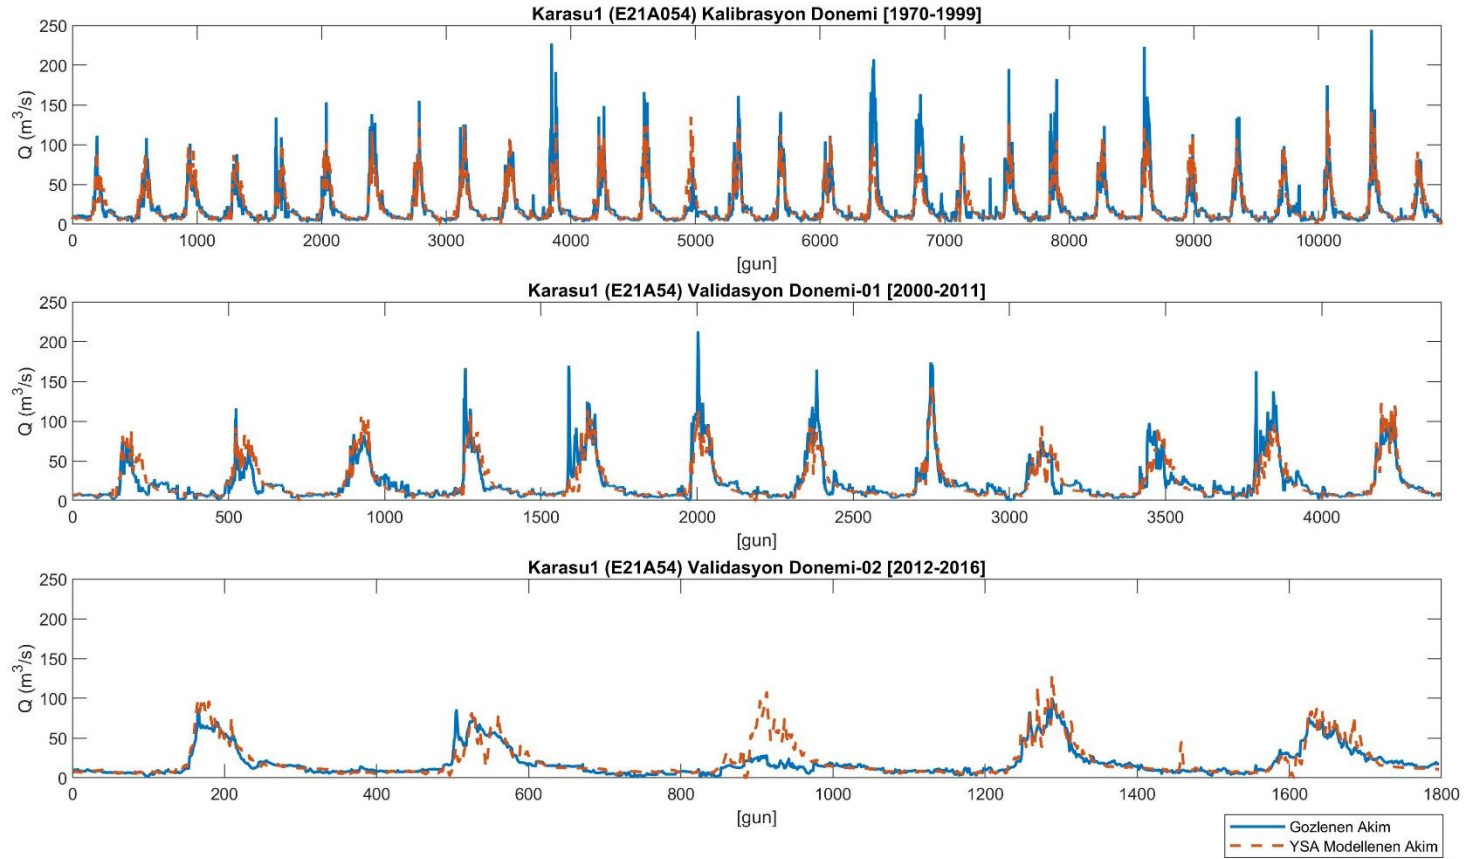 Karasu1 (E21A054) Kalibrasyon Donemi [1970-1999]
250
200
150
100
50
0
Q (m³/s)
0 1000 2000 3000 4000 5000 6000 7000 8000 9000 10000
[gun]
Karasu1 (E21A54) Validasyon Donemi-01 [2000-2011]
250
200
150
100
50
0
Q (m³/s)
0 500 1000 1500 2000 2500 3000 3500 4000
[gun]
Karasu1 (E21A54) Validasyon Donemi-02 [2012-2016]
250
200
150
100
50
0
Q (m³/s)
0 200 400 600 800 1000 1200 1400 1600 1800
[gun]
Gozlenen Akim
YSA Modellenen Akim